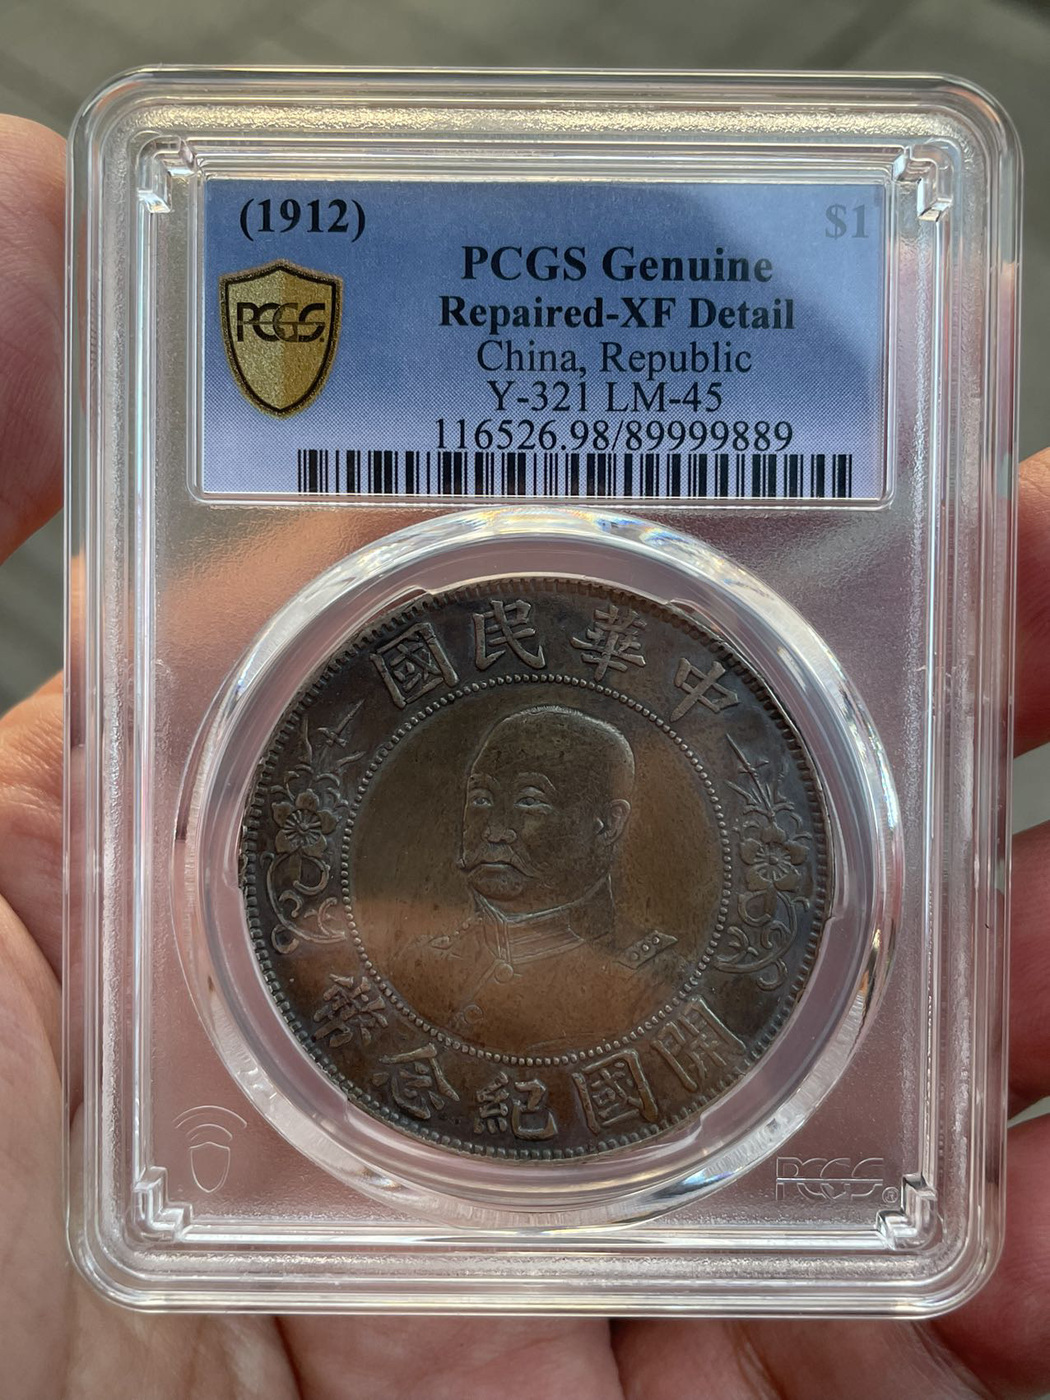 (1912)
$1
PCGS Genuine
Repaired-XF Detail
China, Republic
Y-321 LM-45
116526.98/89999889
PCGS
中華民國
開國紀念幣
PCGS